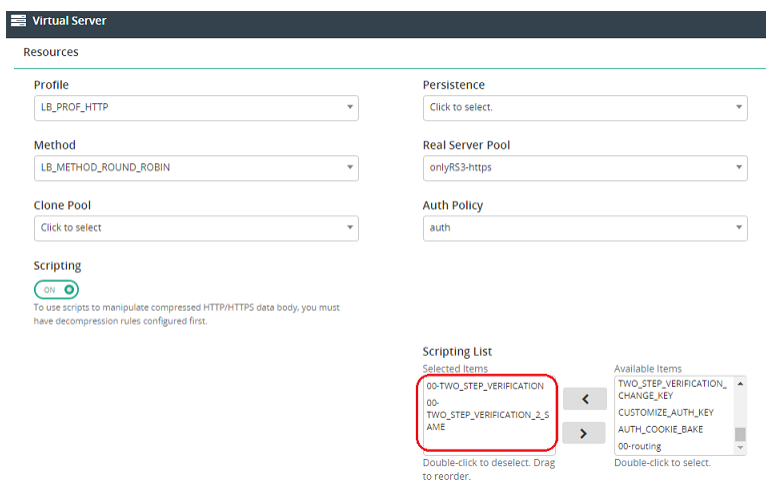 Virtual Server
Resources
Profile
Persistence
LB_PROF_HTTP
Click to select.
Method
Real Server Pool
LB_METHOD_ROUND_ROBIN
onlyRS3-https
Clone Pool
Auth Policy
Click to select
auth
Scripting
ON
To use scripts to manipulate compressed HTTP/HTTPS data body, you must
have decompression rules configured first.
Scripting List
Selected Items
00-TWO_STEP_VERIFICATION
00-
TWO_STEP_VERIFICATION_2_S
AME
Double-click to deselect. Drag
to reorder.
Available Items
TWO_STEP_VERIFICATION_
CHANGE_KEY
CUSTOMIZE_AUTH_KEY
AUTH_COOKIE_BAKE
00-routing
Double-click to select.